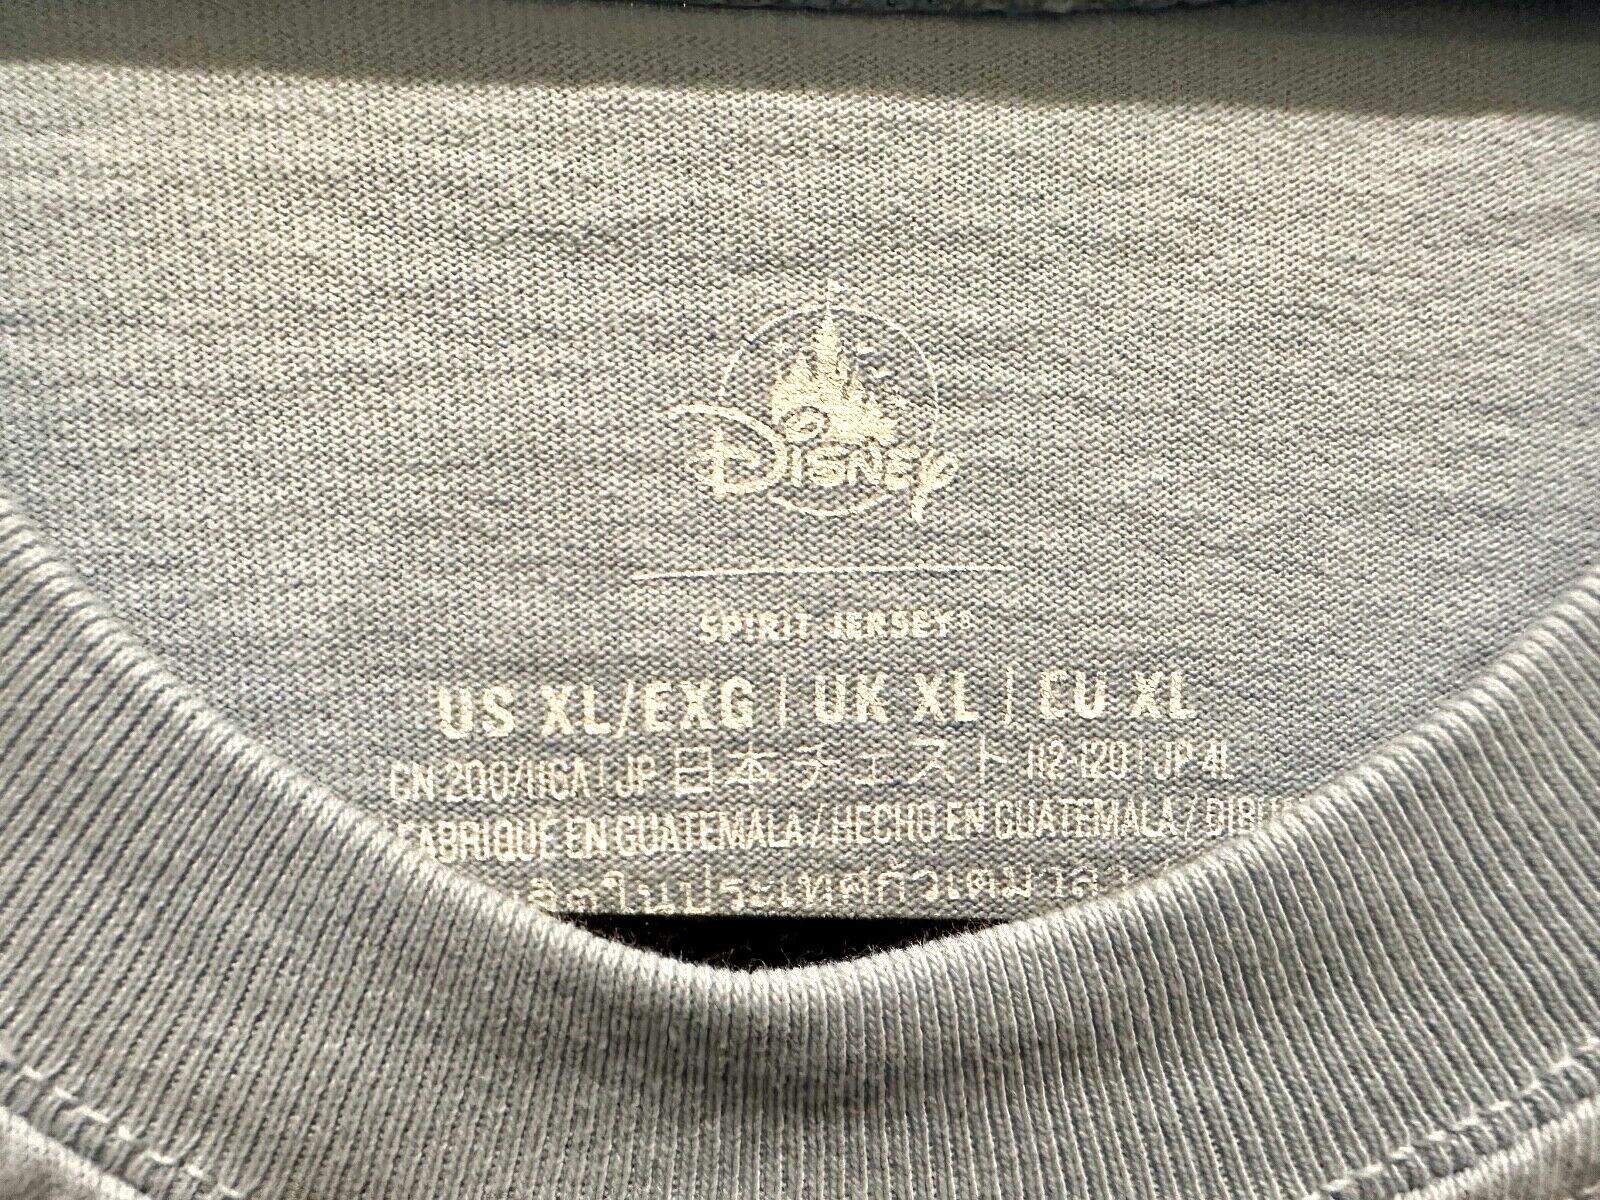 Disney
SPIRIT JERSEY®
US XL/EXG | UK XL | EU XL
CN 200/116A | JP 日本チェスト 112-120 | JP 4L
FABRIQUÉ EN GUATEMALA / HECHO EN GUATEMALA /